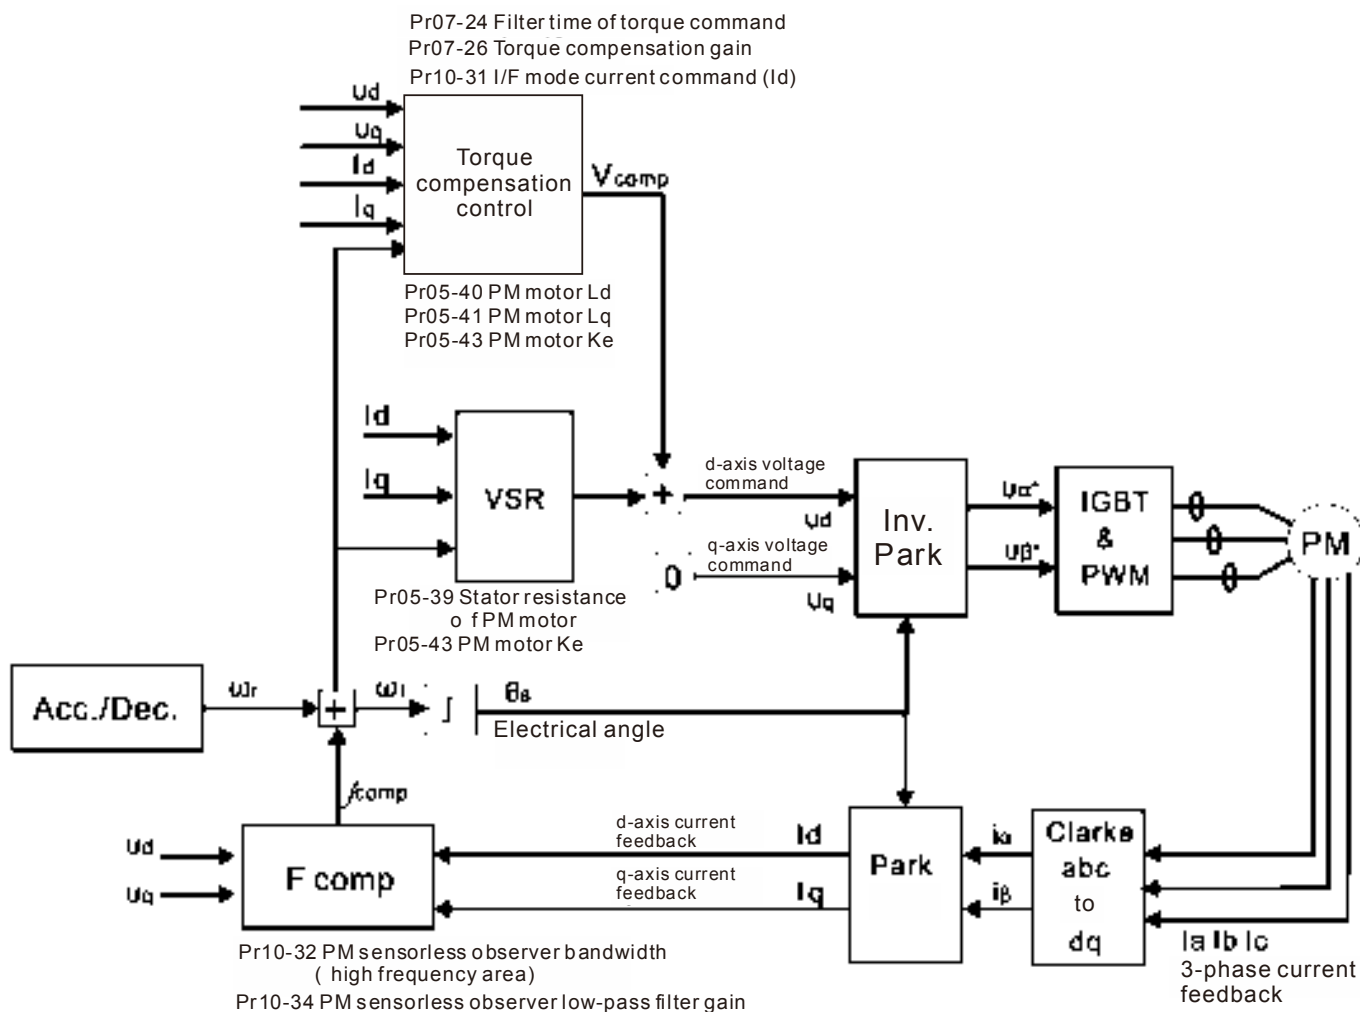 Pr07-24 Filter time of torque command
Pr07-26 Torque compensation gain
Pr10-31 I/F mode current command (Id)
Ud
Uq
Id
Iq
Torque
compensation
control
Vcomp
Pr05-40 PM motor Ld
Pr05-41 PM motor Lq
Pr05-43 PM motor Ke
Id
Iq
VSR
+
d-axis voltage
command
Ud
q-axis voltage
command
0
Uq
Inv.
Park
Uα*
Uβ*
IGBT
&
PWM
PM
Pr05-39 Stator resistance
o f PM motor
Pr05-43 PM motor Ke
Acc./Dec.
ωr
+
ω1
∫
θe
Electrical angle
fcomp
Ud
Uq
F comp
d-axis current
feedback
Id
q-axis current
feedback
Iq
Park
iα
iβ
Clarke
abc
to
dq
Ia Ib Ic
3-phase current
feedback
Pr10-32 PM sensorless observer bandwidth
( high frequency area)
Pr10-34 PM sensorless observer low-pass filter gain